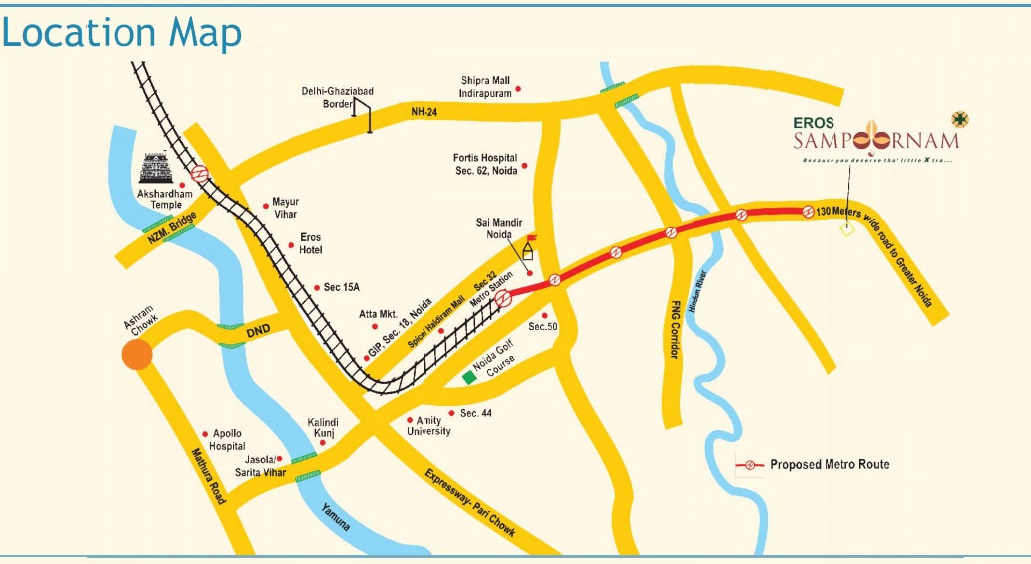 Location Map
Delhi-Ghaziabad
Border
NH-24
Shipra Mall
Indirapuram
EROS
SAMPOORNAM
Because you deserve tha' little X tra...
Fortis Hospital
Sec. 62, Noida
Akshardham
Temple
NZM. Bridge
Mayur
Vihar
Eros
Hotel
Sec 15A
Sai Mandir
Noida
130 Meters wide road to Greater Noida
Sec 32
Metro Station
Spice/ Haldiram Mall
GIP, Sec. 18, Noida
Atta Mkt.
Ashram
Chowk
DND
Sec.50
Noida Golf
Course
FNG Corridor
Hindun River
Sec. 44
Amity
University
Kalindi
Kunj
Apollo
Hospital
Jasola/
Sarita Vihar
Mathura Road
Yamuna
Expressway- Pari Chowk
Proposed Metro Route